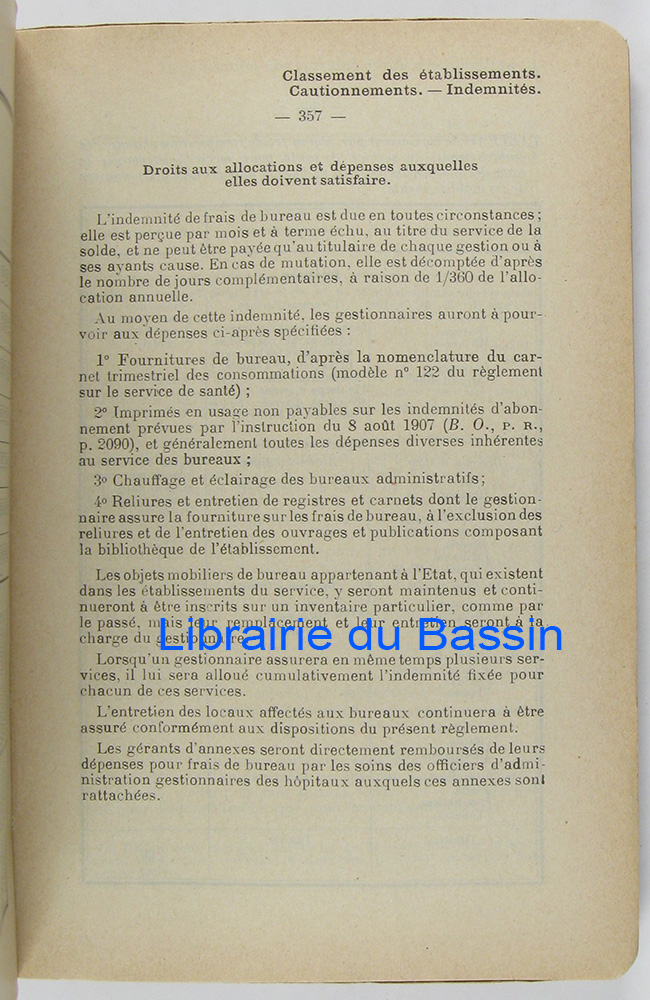 Classement des établissements.
Cautionnements. — Indemnités.
— 357 —
Droits aux allocations et dépenses auxquelles
elles doivent satisfaire.
L'indemnité de frais de bureau est due en toutes circonstances ;
elle est perçue par mois et à terme échu, au titre du service de la
solde, et ne peut être payée qu'au titulaire de chaque gestion ou à
ses ayants cause. En cas de mutation, elle est décomptée d'après
le nombre de jours complémentaires, à raison de 1/360 de l'allo-
cation annuelle.
Au moyen de cette indemnité, les gestionnaires auront à pour-
voir aux dépenses ci-après spécifiées :
1° Fournitures de bureau, d'après la nomenclature du car-
net trimestriel des consommations (modèle n° 122 du règlement
sur le service de santé) ;
2° Imprimés en usage non payables sur les indemnités d'abon-
nement prévues par l'instruction du 8 août 1907 (B. O., P. R.,
p. 2090), et généralement toutes les dépenses diverses inhérentes
au service des bureaux ;
3° Chauffage et éclairage des bureaux administratifs;
4° Reliures et entretien de registres et carnets dont le gestion-
naire assure la fourniture sur les frais de bureau, à l'exclusion des
reliures et de l'entretien des ouvrages et publications composant
la bibliothèque de l'établissement.
Les objets mobiliers de bureau appartenant à l'Etat, qui existent
dans les établissements du service, y seront maintenus et conti-
nueront à être inscrits sur un inventaire particulier, comme par
le passé, mais leur remplacement et leur entretien seront à la
charge du gestionnaire.
Librairie du Bassin
Lorsqu'un gestionnaire assurera en même temps plusieurs ser-
vices, il lui sera alloué cumulativement l'indemnité fixée pour
chacun de ces services.
L'entretien des locaux affectés aux bureaux continuera à être
assuré conformément aux dispositions du présent règlement.
Les gérants d'annexes seront directement remboursés de leurs
dépenses pour frais de bureau par les soins des officiers d'admi-
nistration gestionnaires des hôpitaux auxquels ces annexes sont
rattachées.